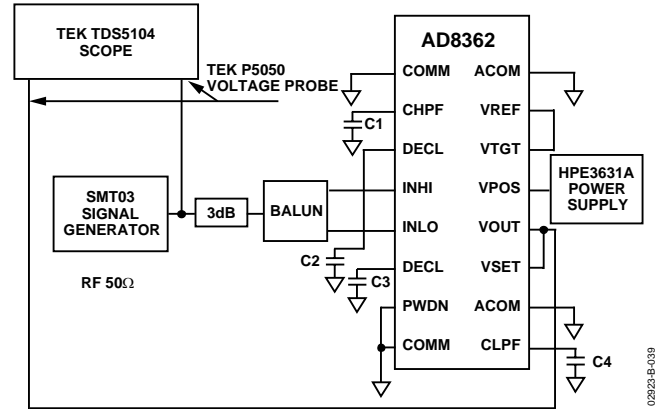 TEK TDS5104
SCOPE
TEK P5050
VOLTAGE PROBE
SMT03
SIGNAL
GENERATOR
RF 50Ω
3dB
BALUN
C1
C2
C3
AD8362
COMM
ACOM
CHPF
VREF
DECL
VTGT
INHI
VPOS
INLO
VOUT
DECL
VSET
PWDN
ACOM
COMM
CLPF
HPE3631A
POWER
SUPPLY
C4
02923-B-039